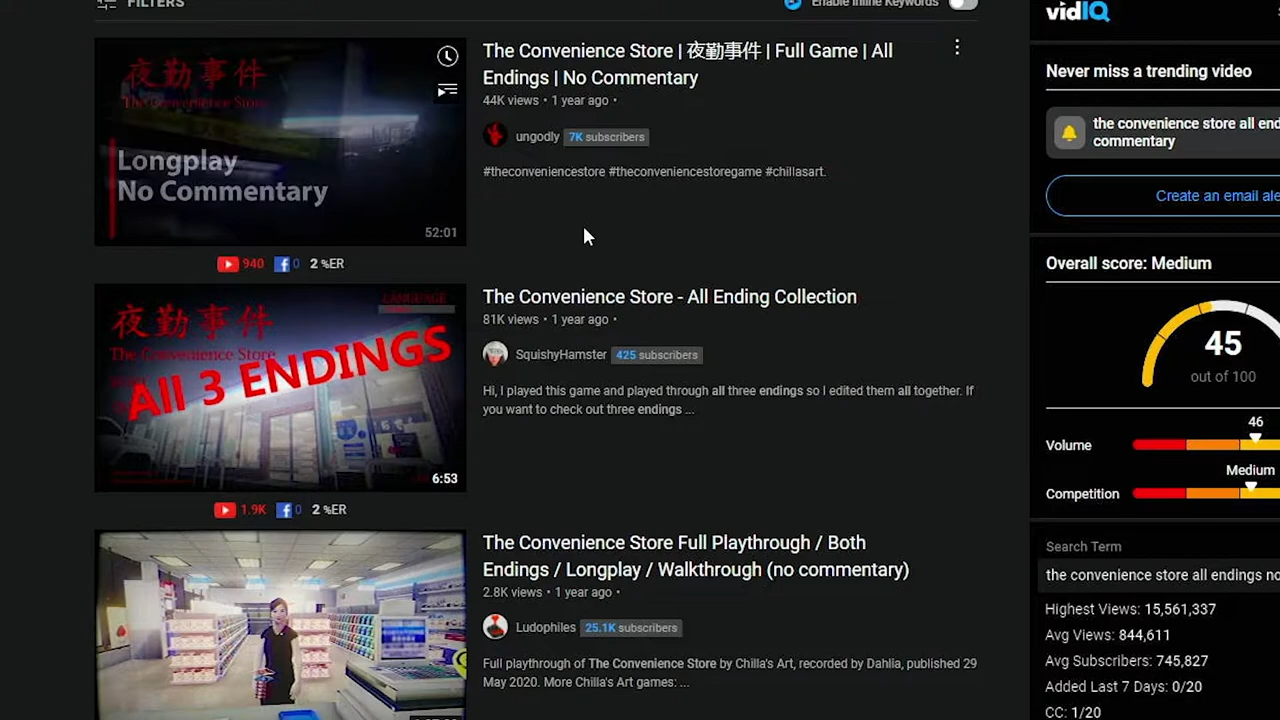 FILTERS
Enable Inline Keywords
vidIQ
夜勤事件
The Convenience Store
Longplay
No Commentary
52:01
The Convenience Store | 夜勤事件 | Full Game | All
Endings | No Commentary
44K views • 1 year ago •
ungodly 7K subscribers
#theconveniencestore #theconveniencestoregame #chillasart.
940 f 0 2 %ER
Never miss a trending video
the convenience store all end
commentary
Create an email ale
Overall score: Medium
45
out of 100
46
Volume
Medium
Competition
LANGUAGE
夜勤事件
The Convenience Store
All 3 ENDINGS
6:53
The Convenience Store - All Ending Collection
81K views • 1 year ago •
SquishyHamster 425 subscribers
Hi, I played this game and played through all three endings so I edited them all together. If
you want to check out three endings ...
1.9K f 0 2 %ER
The Convenience Store Full Playthrough / Both
Endings / Longplay / Walkthrough (no commentary)
2.8K views • 1 year ago •
Ludophiles 25.1K subscribers
Full playthrough of The Convenience Store by Chilla's Art, recorded by Dahlia, published 29
May 2020. More Chilla's Art games: ...
Search Term
the convenience store all endings no
Highest Views: 15,561,337
Avg Views: 844,611
Avg Subscribers: 745,827
Added Last 7 Days: 0/20
CC: 1/20